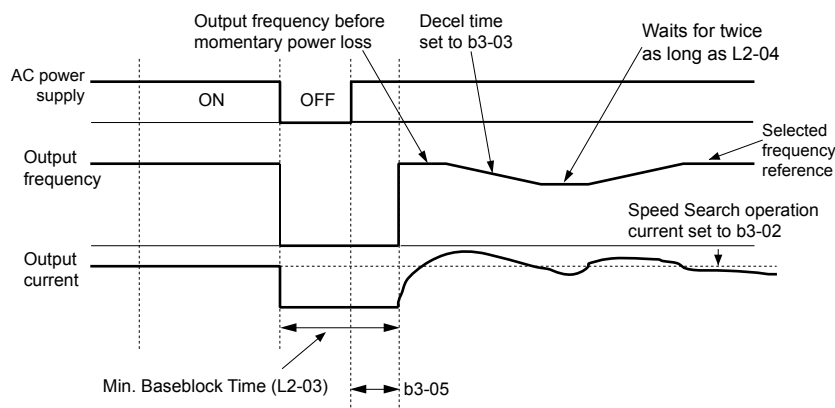 Output frequency before
momentary power loss
Decel time
set to b3-03
Waits for twice
as long as L2-04
AC power
supply
ON
OFF
Output
frequency
Selected
frequency
reference
Speed Search operation
current set to b3-02
Output
current
Min. Baseblock Time (L2-03)
b3-05